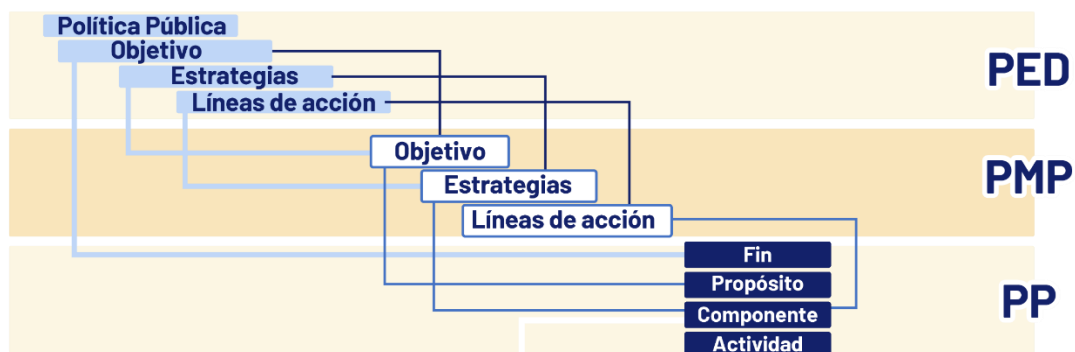 Política Pública
Objetivo
Estrategias
Líneas de acción
PED
Objetivo
Estrategias
Líneas de acción
PMP
Fin
Propósito
Componente
Actividad
PP